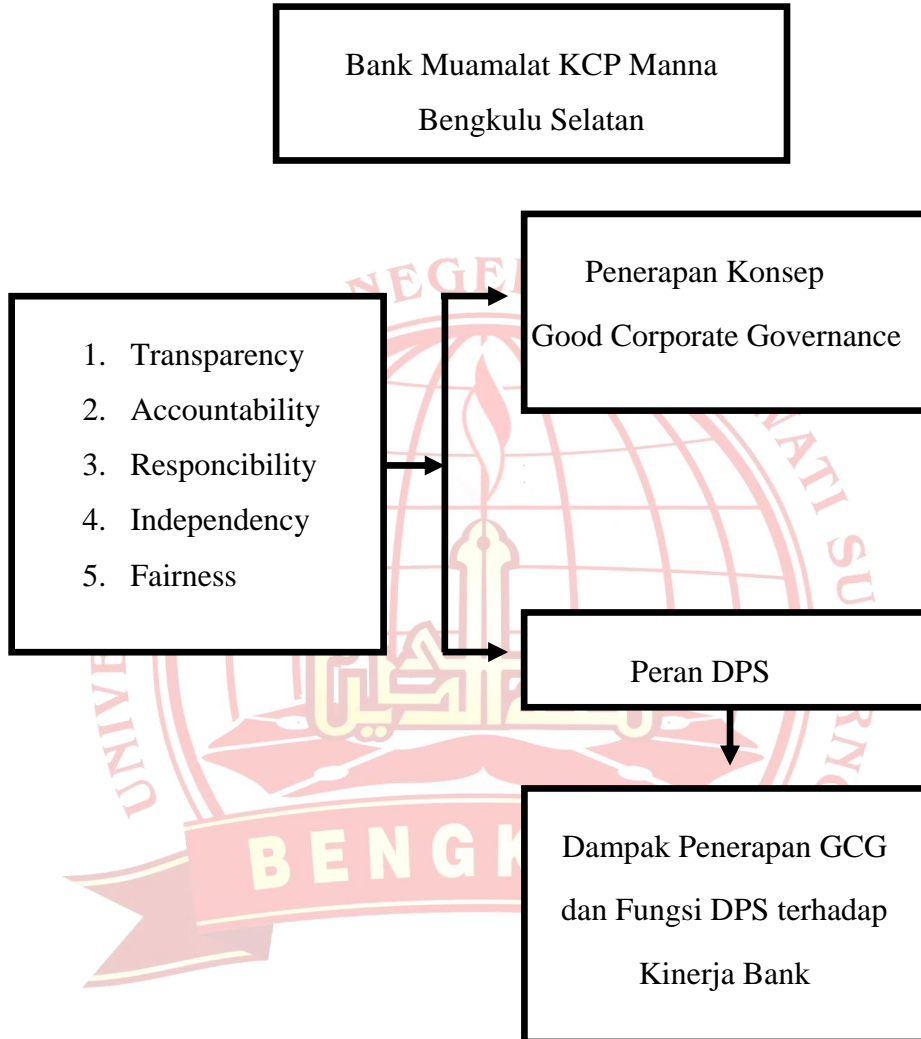 Bank Muamalat KCP Manna
Bengkulu Selatan
Penerapan Konsep
Good Corporate Governance
1. Transparency
2. Accountability
3. Responcibility
4. Independency
5. Fairness
Peran DPS
Dampak Penerapan GCG
dan Fungsi DPS terhadap
Kinerja Bank